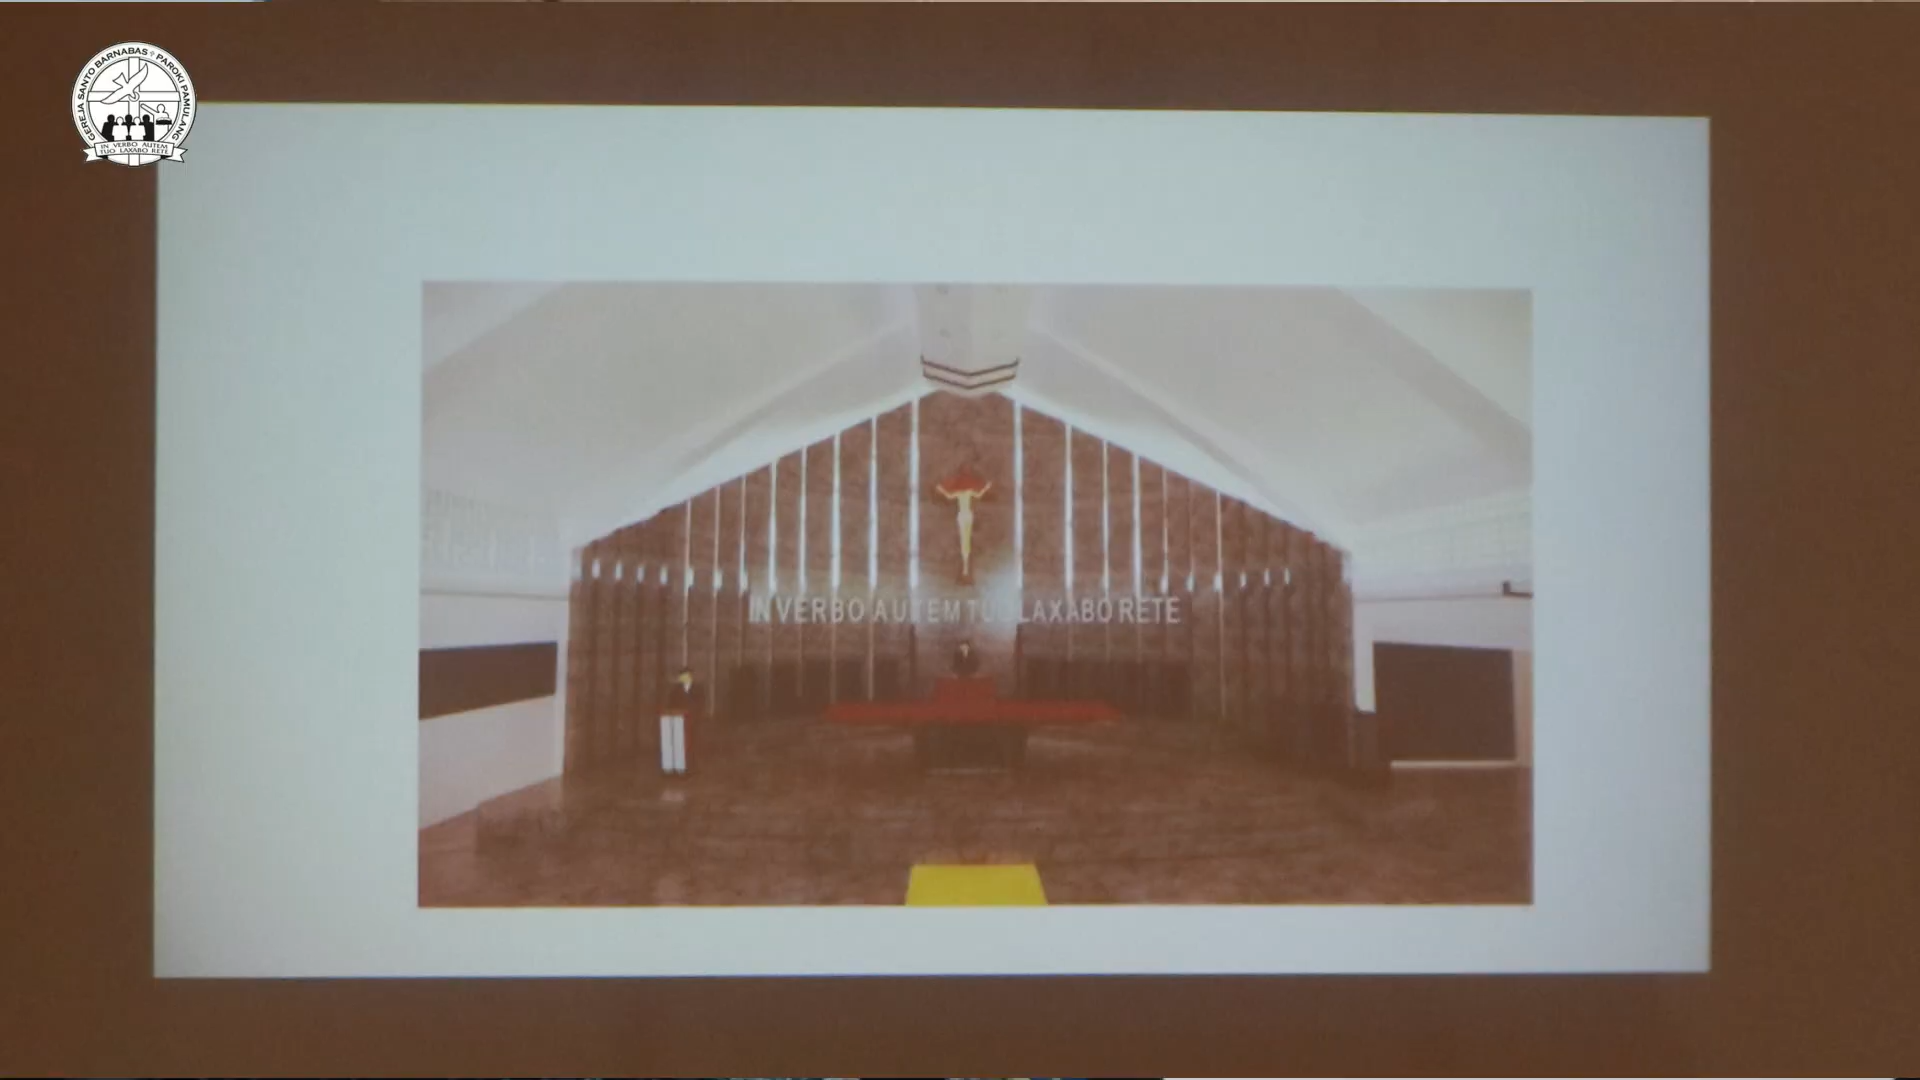 GEREJA SANTO BARNABAS + PAROKI PAMULANG
IN VERBO AUTEM
TUO LAXABO RETE
IN VERBO AUTEM TUO LAXABO RETE